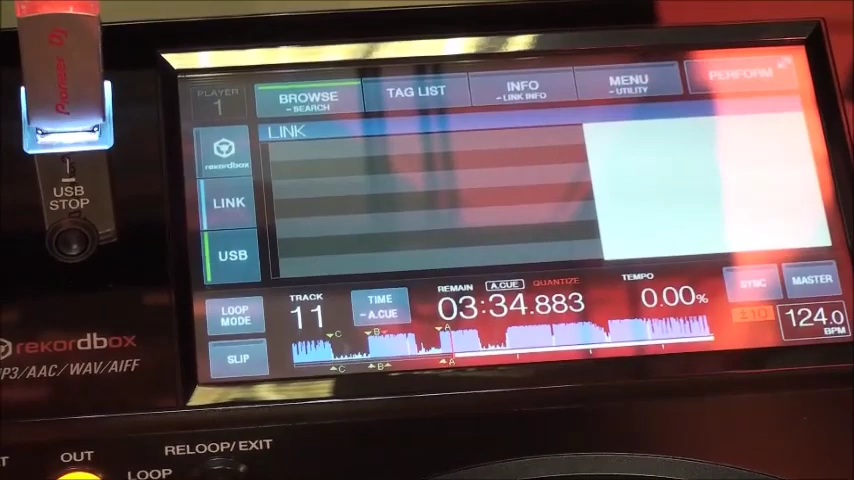 Pioneer Dj
PLAYER
1
BROWSE
-SEARCH
TAG LIST
INFO
-LINK INFO
MENU
-UTILITY
PERFORM
USB
STOP
rekordbox
LINK
LINK
USB
LOOP
MODE
TRACK
11
TIME
-A.CUE
REMAIN
A.CUE
QUANTIZE
03:34.883
TEMPO
0.00%
SYNC
MASTER
±10
124.0
BPM
SLIP
C
B
A
C
B
A
rekordbox
MP3/AAC/WAV/AIFF
OUT
RELOOP/EXIT
LOOP